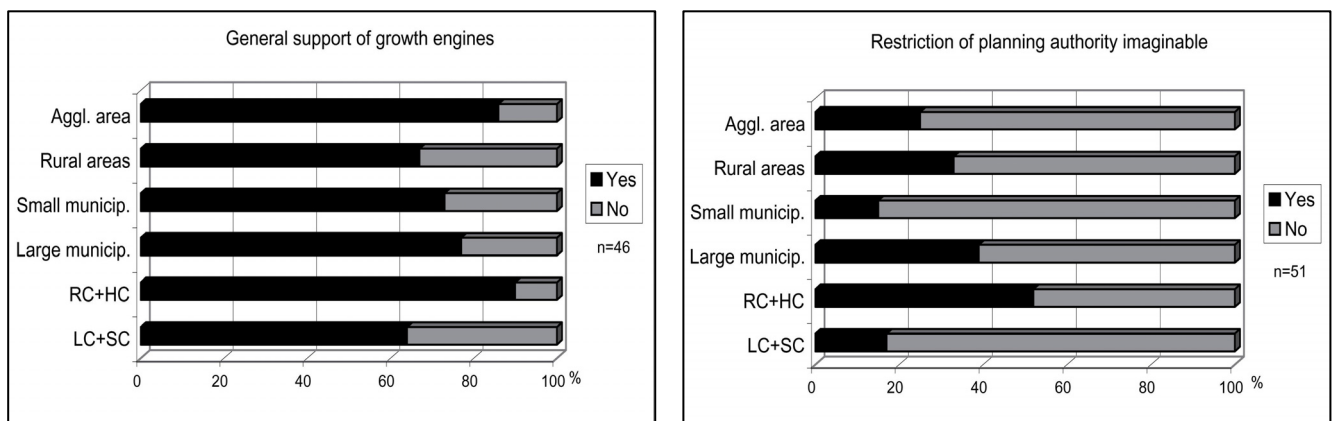 General support of growth engines
Aggl. area
Rural areas
Small municip.
Large municip.
RC+HC
LC+SC
0 20 40 60 80 100 %
Yes
No
n=46
Restriction of planning authority imaginable
Aggl. area
Rural areas
Small municip.
Large municip.
RC+HC
LC+SC
0 20 40 60 80 100 %
Yes
No
n=51